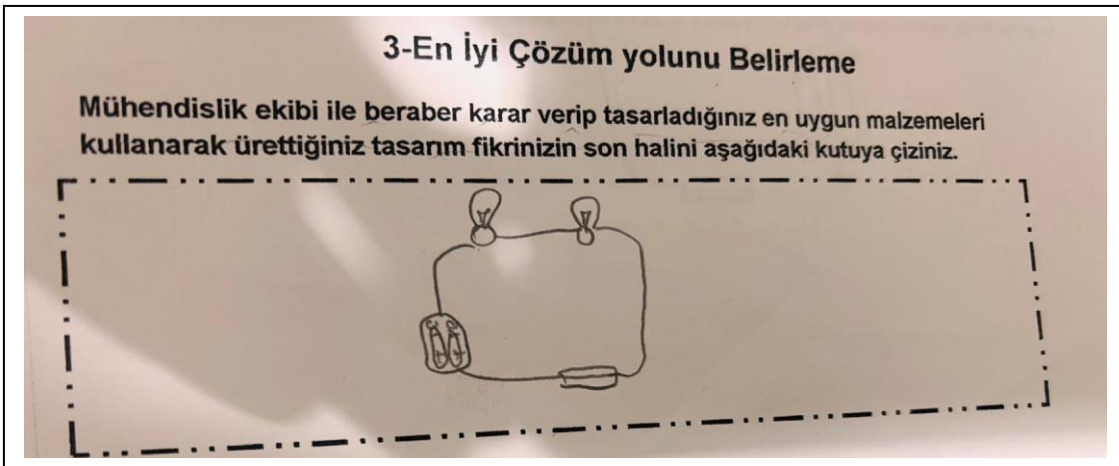 3-En İyi Çözüm yolunu Belirleme
Mühendislik ekibi ile beraber karar verip tasarladığınız en uygun malzemeleri
kullanarak ürettiğiniz tasarım fikrinizin son halini aşağıdaki kutuya çiziniz.